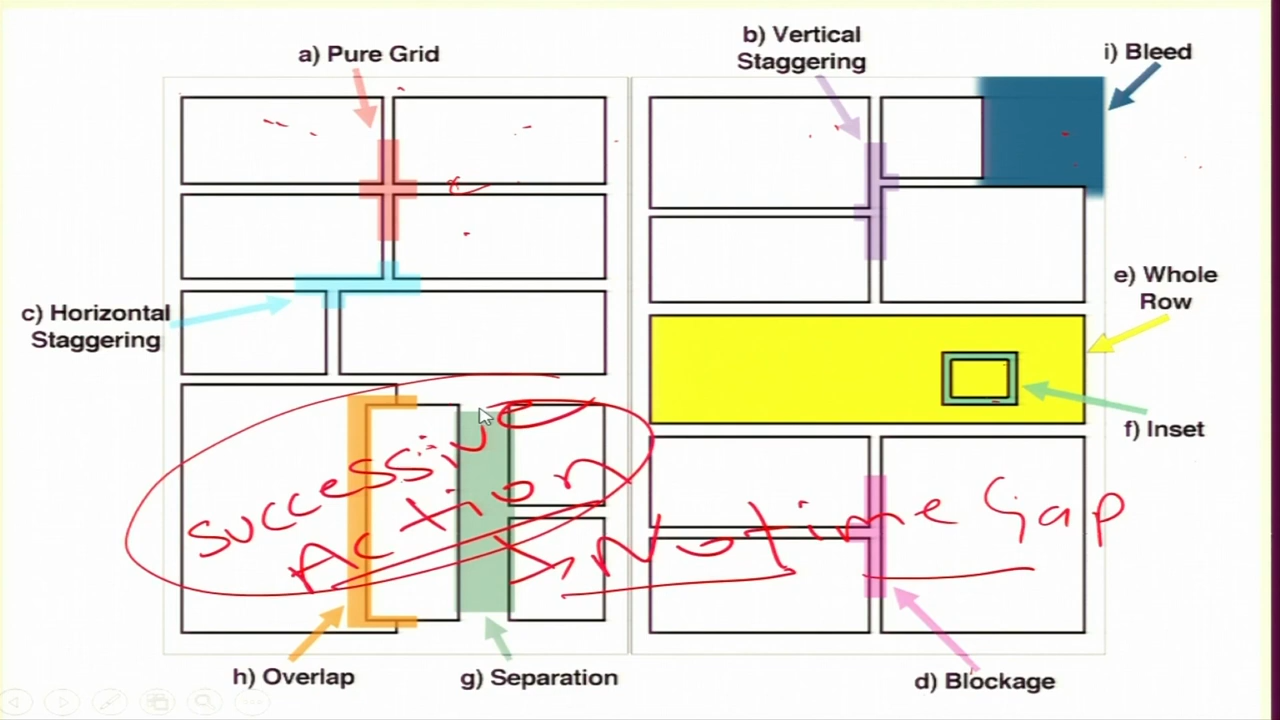 a) Pure Grid
b) Vertical
Staggering
i) Bleed
c) Horizontal
Staggering
e) Whole
Row
f) Inset
successive
Action
No time Gap
h) Overlap
g) Separation
d) Blockage